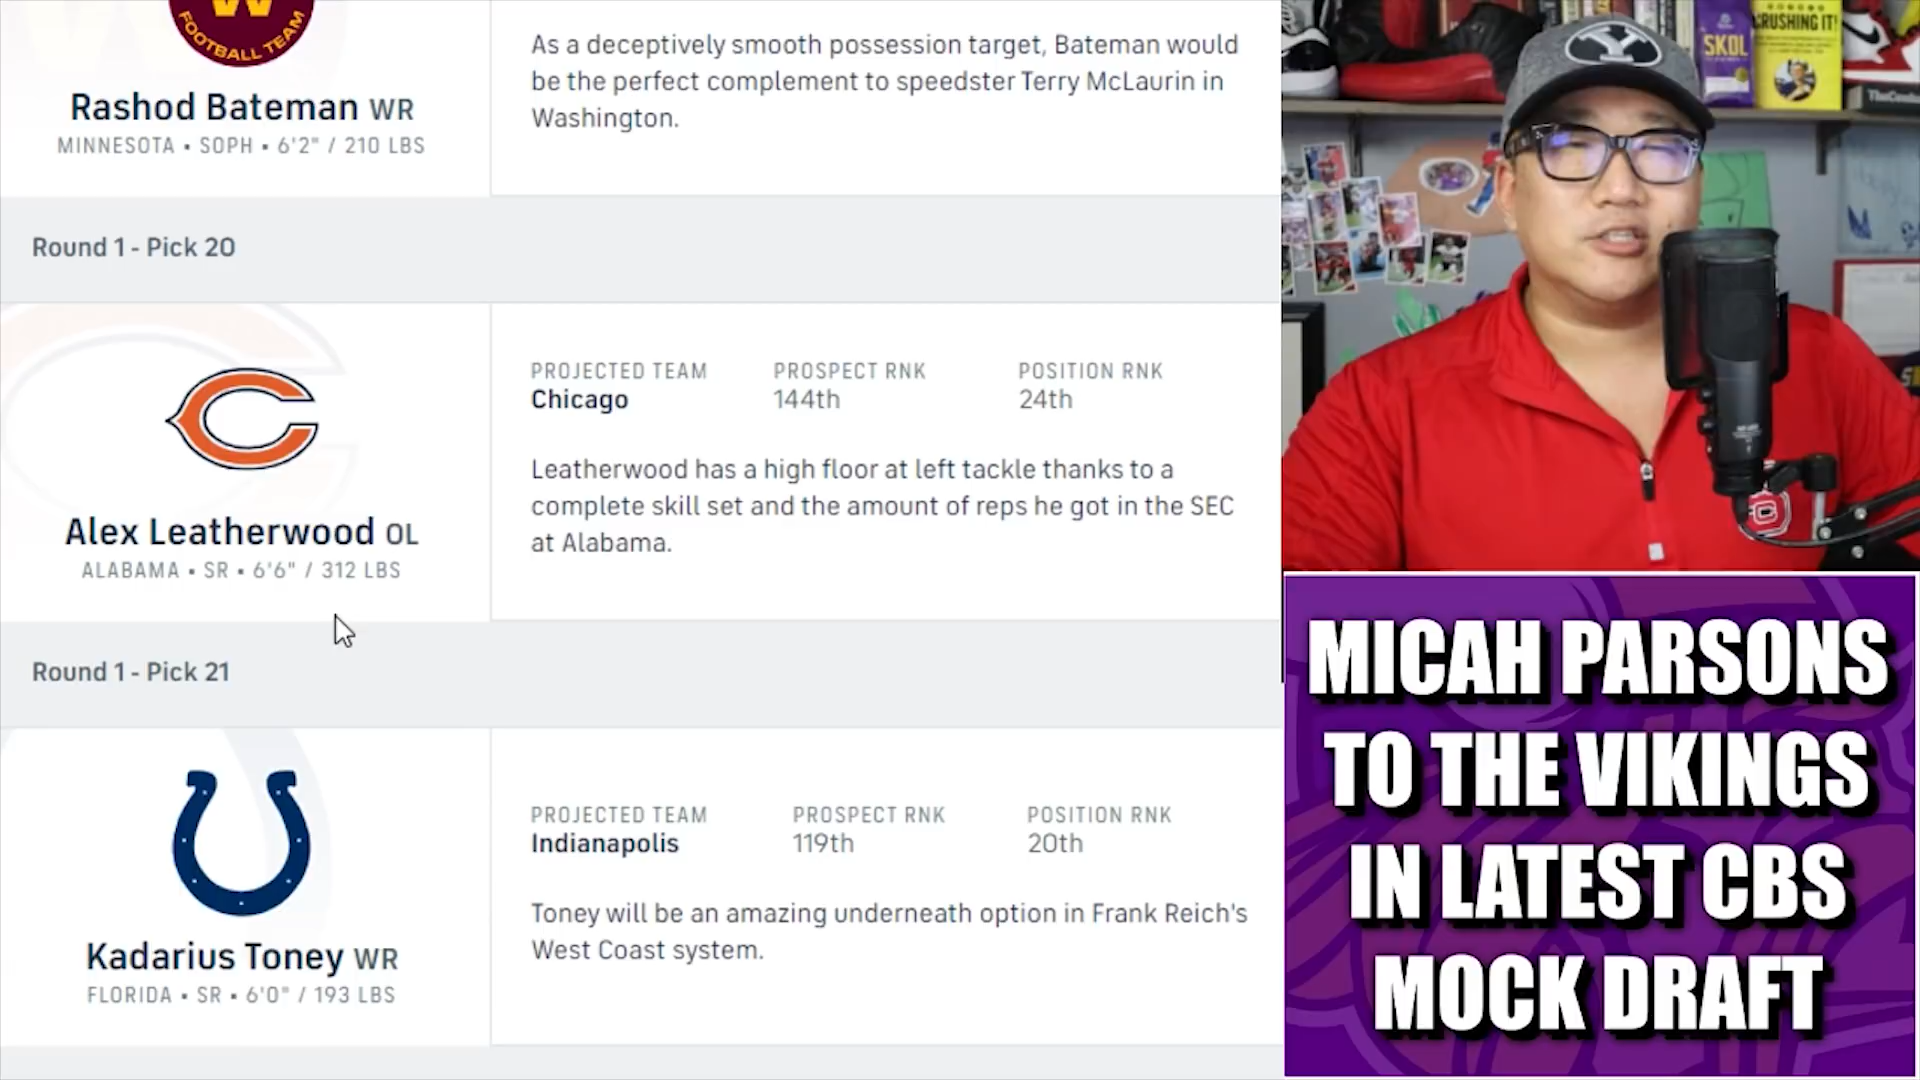 FOOTBALL TEAM
Rashod Bateman WR
MINNESOTA • SOPH • 6'2" / 210 LBS
As a deceptively smooth possession target, Bateman would
be the perfect complement to speedster Terry McLaurin in
Washington.
Round 1 - Pick 20
Alex Leatherwood OL
ALABAMA • SR • 6'6" / 312 LBS
PROJECTED TEAM PROSPECT RNK POSITION RNK
Chicago 144th 24th
Leatherwood has a high floor at left tackle thanks to a
complete skill set and the amount of reps he got in the SEC
at Alabama.
Round 1 - Pick 21
Kadarius Toney WR
FLORIDA • SR • 6'0" / 193 LBS
PROJECTED TEAM PROSPECT RNK POSITION RNK
Indianapolis 119th 20th
Toney will be an amazing underneath option in Frank Reich's
West Coast system.
SKOL
CRUSHING IT!
Y
MICAH PARSONS
TO THE VIKINGS
IN LATEST CBS
MOCK DRAFT